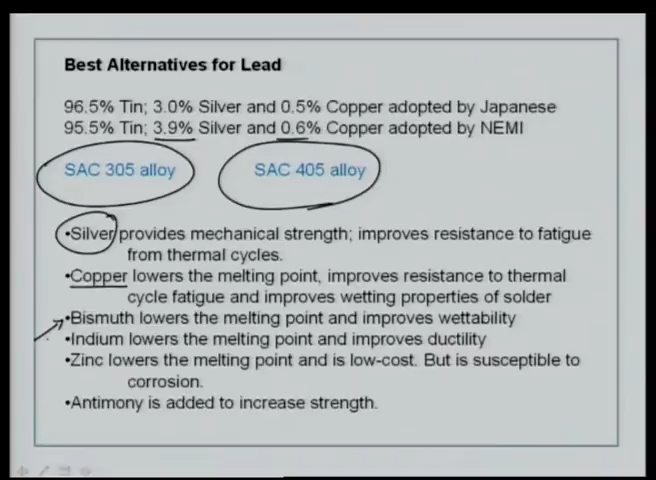 Best Alternatives for Lead
96.5% Tin; 3.0% Silver and 0.5% Copper adopted by Japanese
95.5% Tin; 3.9% Silver and 0.6% Copper adopted by NEMI
SAC 305 alloy SAC 405 alloy
•Silver provides mechanical strength; improves resistance to fatigue
from thermal cycles.
•Copper lowers the melting point, improves resistance to thermal
cycle fatigue and improves wetting properties of solder
•Bismuth lowers the melting point and improves wettability
•Indium lowers the melting point and improves ductility
•Zinc lowers the melting point and is low-cost. But is susceptible to
corrosion.
•Antimony is added to increase strength.